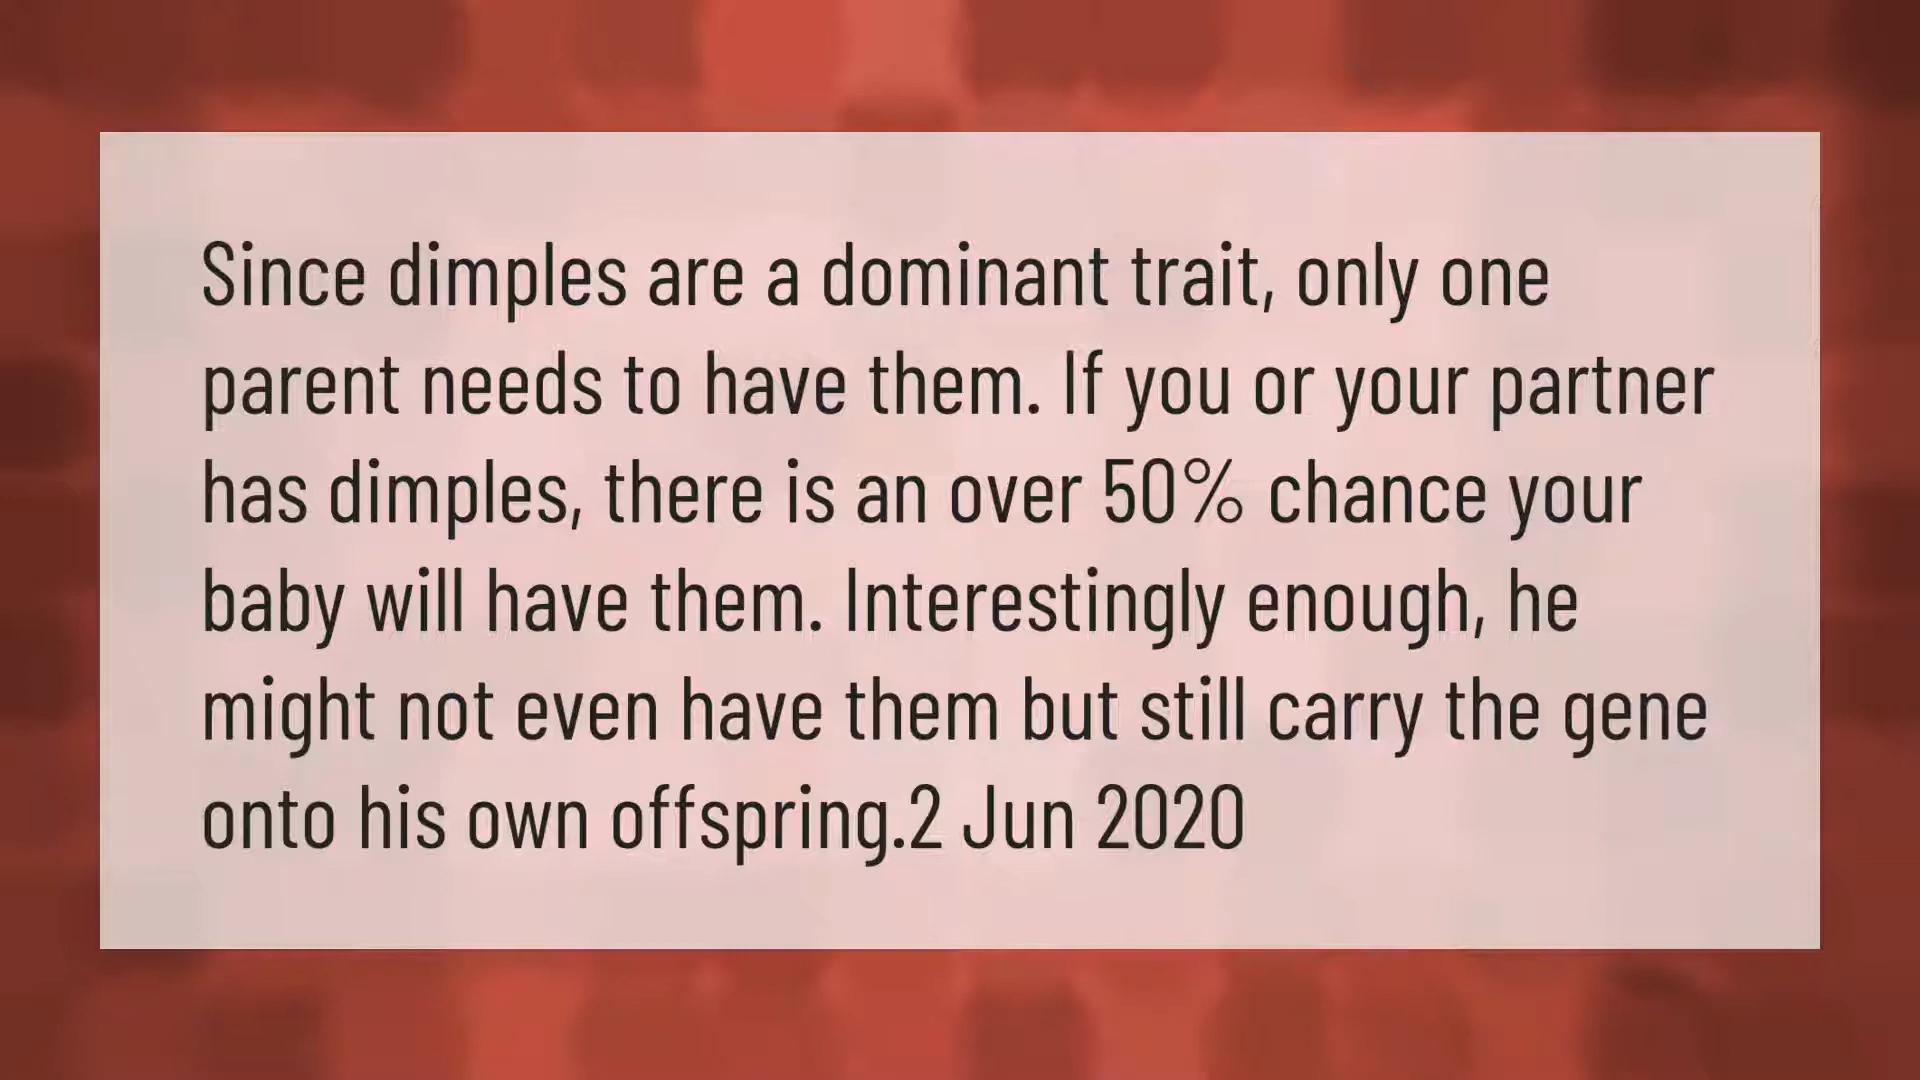 Since dimples are a dominant trait, only one
parent needs to have them. If you or your partner
has dimples, there is an over 50% chance your
baby will have them. Interestingly enough, he
might not even have them but still carry the gene
onto his own offspring.2 Jun 2020